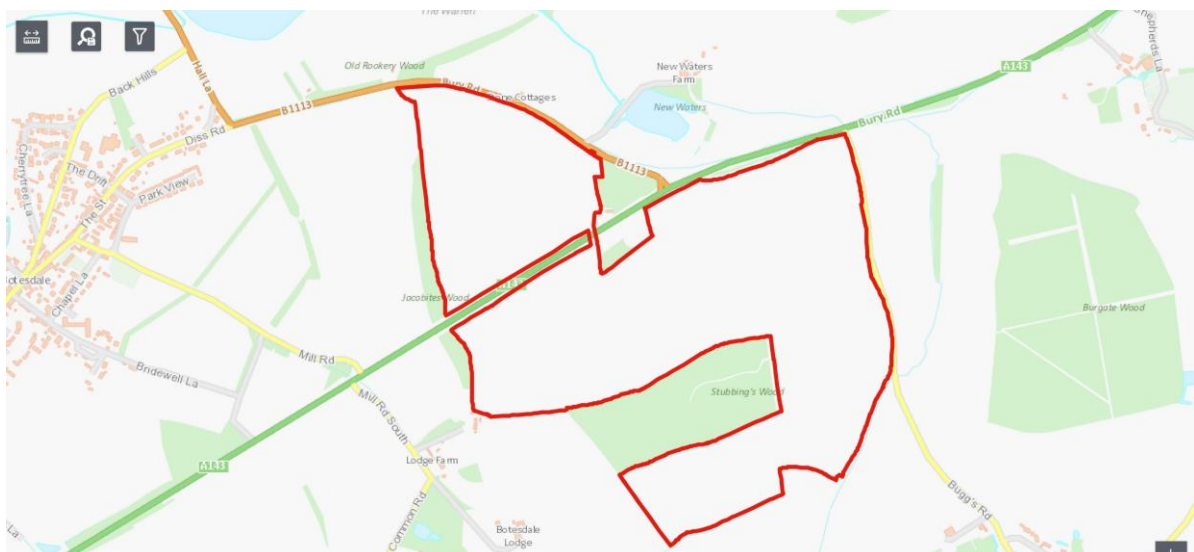 The Warren
Shepherds La
Back Hills
Hall La
Old Rookery Wood
Bury Rd
New Waters
Farm
A143
B1113
New Waters
Bury Rd
Diss Rd
B1113
Cherrytree La
The Drift
Park View
The St
Chapel La
Jacobites Wood
Burgate Wood
Bridewell La
Mill Rd
Stubbing's Wood
Mill Rd South
A143
Lodge Farm
Common Rd
Bugg's Rd
Botesdale
Lodge